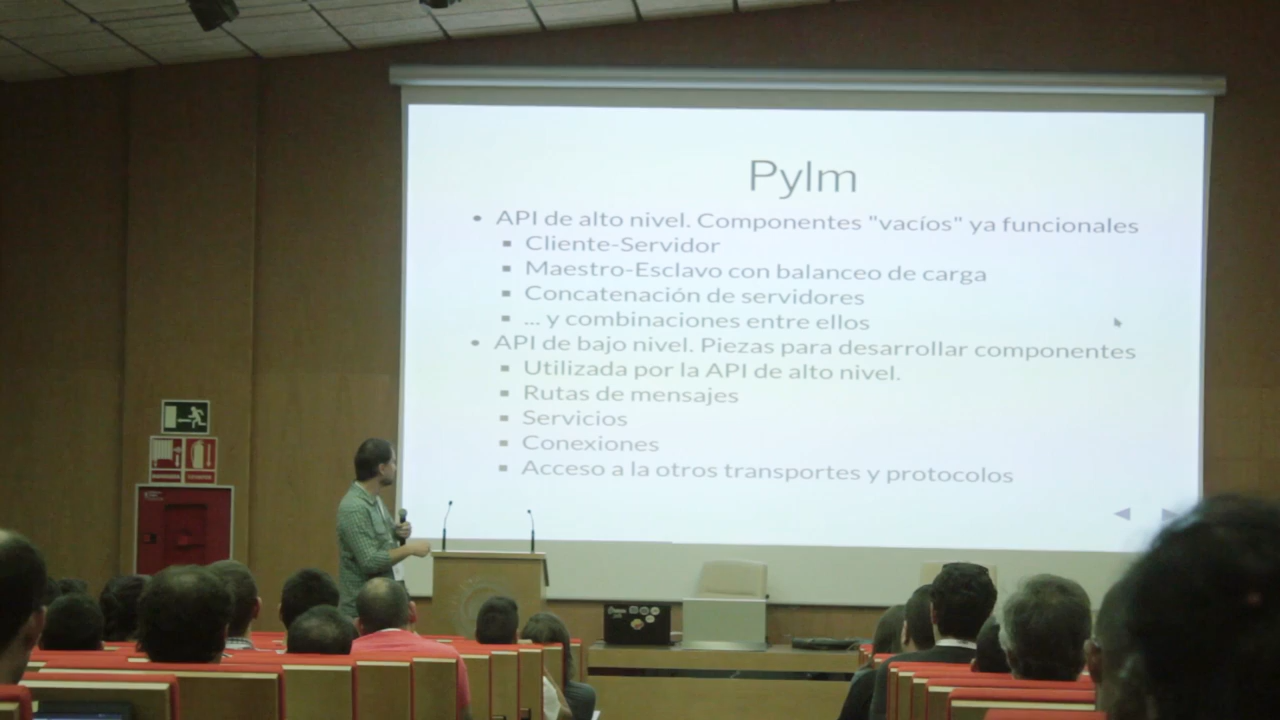 Pylm
• API de alto nivel. Componentes "vacíos" ya funcionales
▪ Cliente-Servidor
▪ Maestro-Esclavo con balanceo de carga
▪ Concatenación de servidores
▪ ... y combinaciones entre ellos
• API de bajo nivel. Piezas para desarrollar componentes
▪ Utilizada por la API de alto nivel.
▪ Rutas de mensajes
▪ Servicios
▪ Conexiones
▪ Acceso a la otros transportes y protocolos